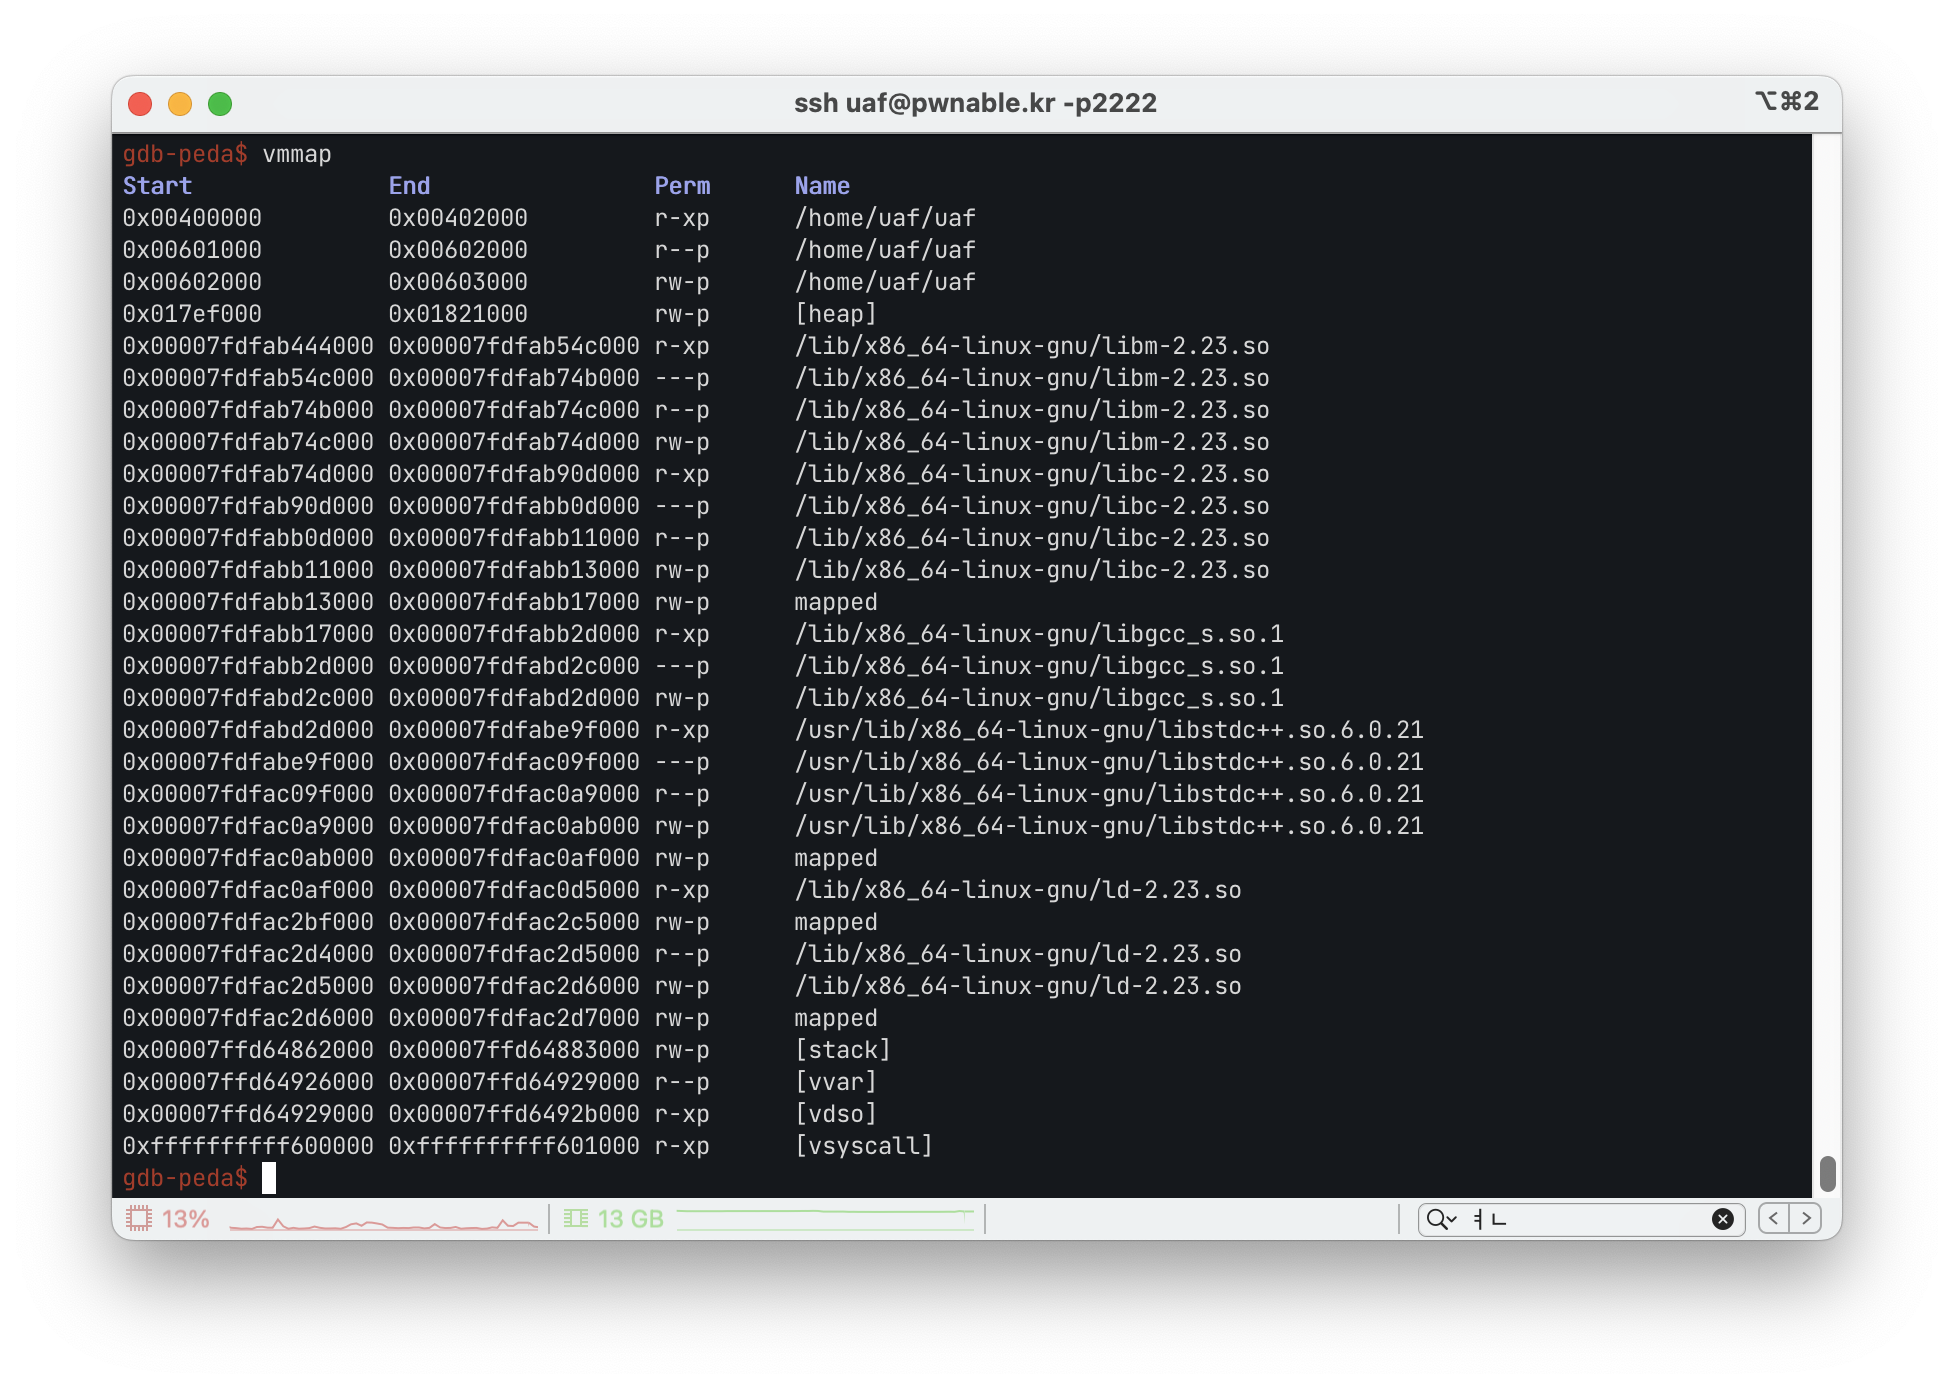 ssh uaf@pwnable.kr -p2222
⌥⌘2
gdb-peda$ vmmap
Start End Perm Name
0x00400000 0x00402000 r-xp /home/uaf/uaf
0x00601000 0x00602000 r--p /home/uaf/uaf
0x00602000 0x00603000 rw-p /home/uaf/uaf
0x017ef000 0x01821000 rw-p [heap]
0x00007fdfab444000 0x00007fdfab54c000 r-xp /lib/x86_64-linux-gnu/libm-2.23.so
0x00007fdfab54c000 0x00007fdfab74b000 ---p /lib/x86_64-linux-gnu/libm-2.23.so
0x00007fdfab74b000 0x00007fdfab74c000 r--p /lib/x86_64-linux-gnu/libm-2.23.so
0x00007fdfab74c000 0x00007fdfab74d000 rw-p /lib/x86_64-linux-gnu/libm-2.23.so
0x00007fdfab74d000 0x00007fdfab90d000 r-xp /lib/x86_64-linux-gnu/libc-2.23.so
0x00007fdfab90d000 0x00007fdfabb0d000 ---p /lib/x86_64-linux-gnu/libc-2.23.so
0x00007fdfabb0d000 0x00007fdfabb11000 r--p /lib/x86_64-linux-gnu/libc-2.23.so
0x00007fdfabb11000 0x00007fdfabb13000 rw-p /lib/x86_64-linux-gnu/libc-2.23.so
0x00007fdfabb13000 0x00007fdfabb17000 rw-p mapped
0x00007fdfabb17000 0x00007fdfabb2d000 r-xp /lib/x86_64-linux-gnu/libgcc_s.so.1
0x00007fdfabb2d000 0x00007fdfabd2c000 ---p /lib/x86_64-linux-gnu/libgcc_s.so.1
0x00007fdfabd2c000 0x00007fdfabd2d000 rw-p /lib/x86_64-linux-gnu/libgcc_s.so.1
0x00007fdfabd2d000 0x00007fdfabe9f000 r-xp /usr/lib/x86_64-linux-gnu/libstdc++.so.6.0.21
0x00007fdfabe9f000 0x00007fdfac09f000 ---p /usr/lib/x86_64-linux-gnu/libstdc++.so.6.0.21
0x00007fdfac09f000 0x00007fdfac0a9000 r--p /usr/lib/x86_64-linux-gnu/libstdc++.so.6.0.21
0x00007fdfac0a9000 0x00007fdfac0ab000 rw-p /usr/lib/x86_64-linux-gnu/libstdc++.so.6.0.21
0x00007fdfac0ab000 0x00007fdfac0af000 rw-p mapped
0x00007fdfac0af000 0x00007fdfac0d5000 r-xp /lib/x86_64-linux-gnu/ld-2.23.so
0x00007fdfac2bf000 0x00007fdfac2c5000 rw-p mapped
0x00007fdfac2d4000 0x00007fdfac2d5000 r--p /lib/x86_64-linux-gnu/ld-2.23.so
0x00007fdfac2d5000 0x00007fdfac2d6000 rw-p /lib/x86_64-linux-gnu/ld-2.23.so
0x00007fdfac2d6000 0x00007fdfac2d7000 rw-p mapped
0x00007ffd64862000 0x00007ffd64883000 rw-p [stack]
0x00007ffd64926000 0x00007ffd64929000 r--p [vvar]
0x00007ffd64929000 0x00007ffd6492b000 r-xp [vdso]
0xffffffffff600000 0xffffffffff601000 r-xp [vsyscall]
gdb-peda$
13% 13 GB ㅕㄴ